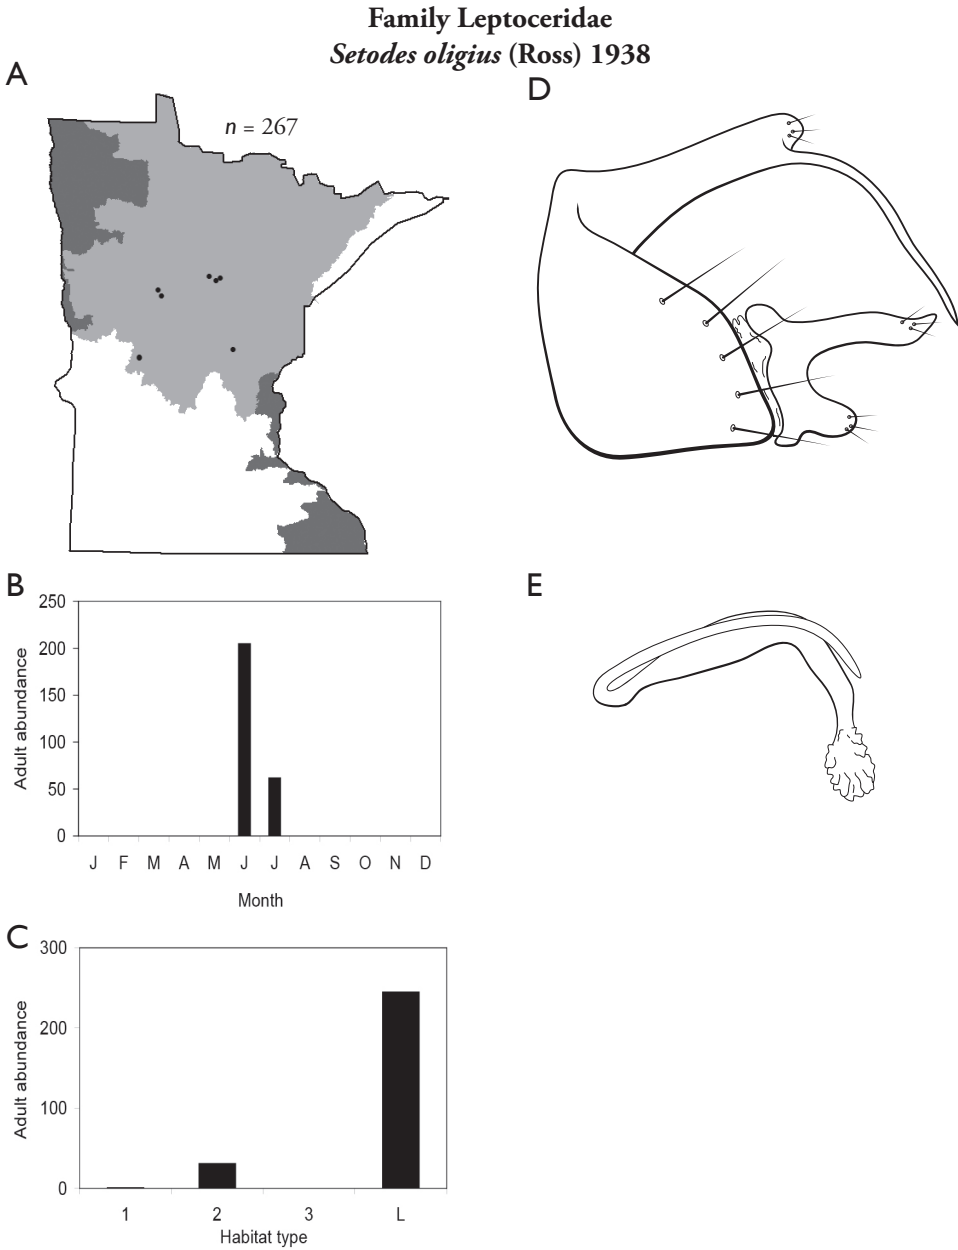 Family Leptoceridae
Setodes oligius (Ross) 1938
A
n = 267
D
B
250
200
150
100
50
0
Adult abundance
J F M A M J J A S O N D
Month
E
C
300
200
100
0
Adult abundance
1 2 3 L
Habitat type